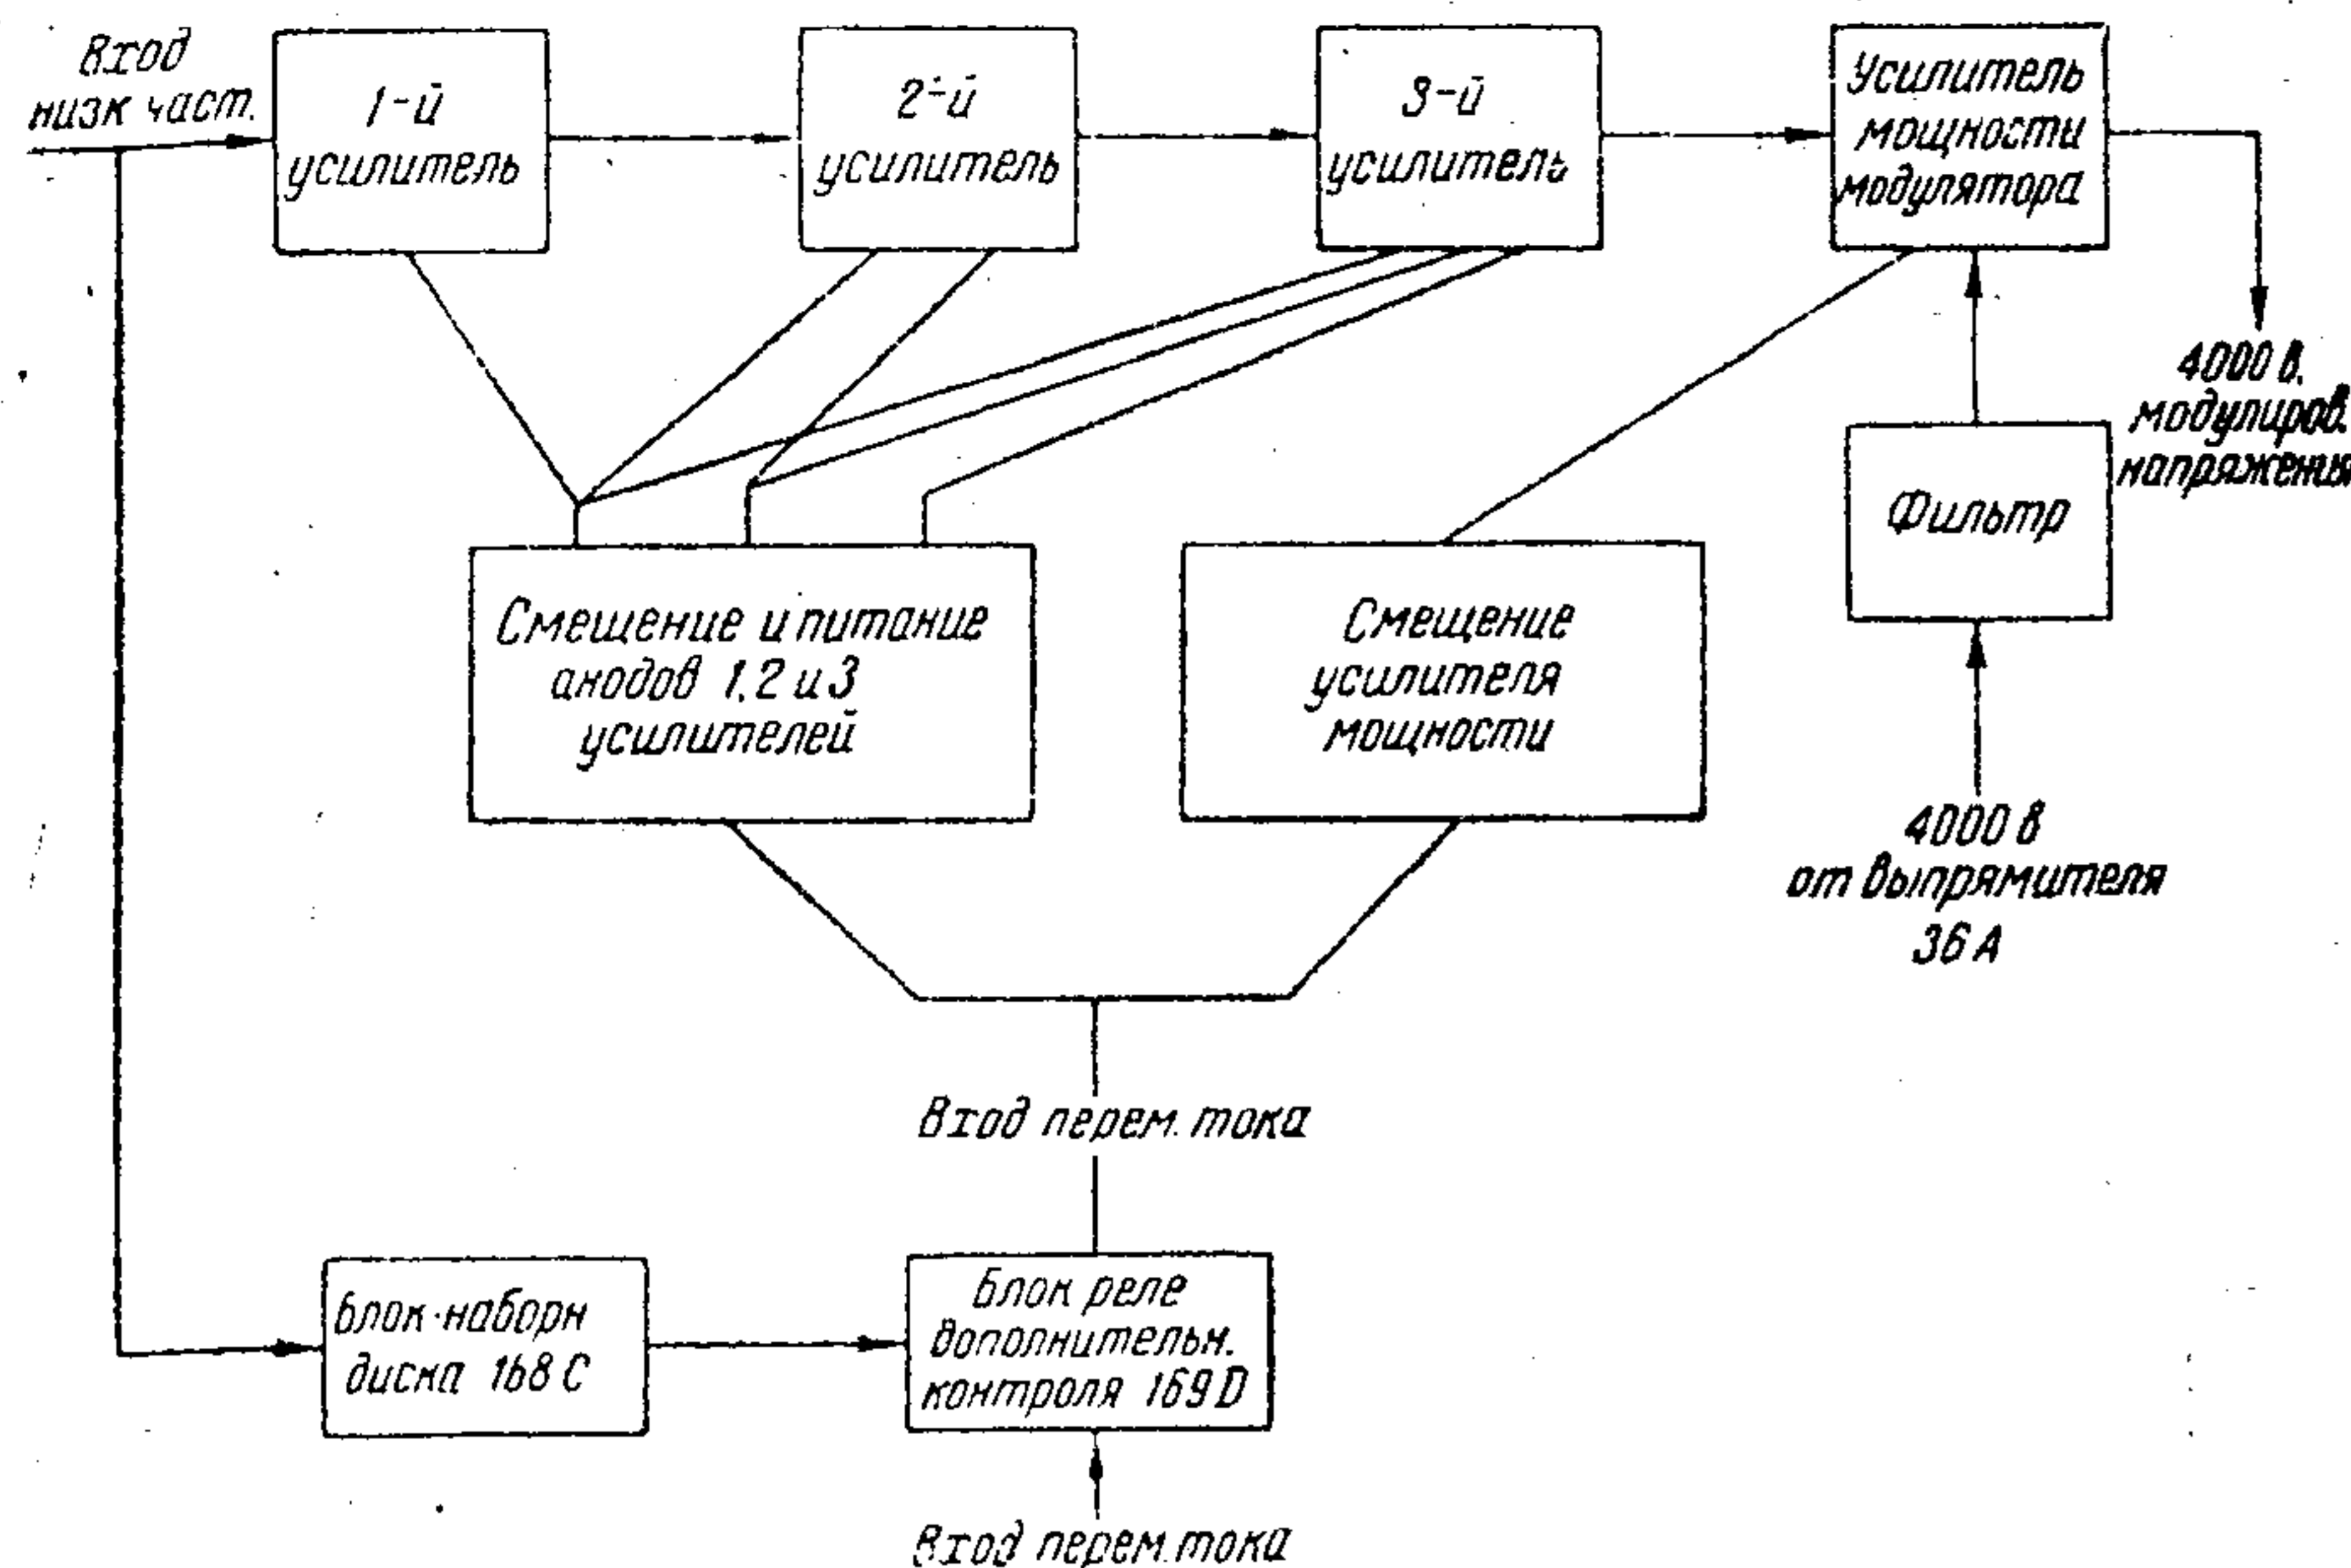 Вход
низк част.
1-й
усилитель
2-й
усилитель
3-й
усилитель
Усилитель
мощности
модулятора
4000 в.
модулиров.
напряжения
Фильтр
Смещение и питание
анодов 1,2 и 3
усилителей
Смещение
усилителя
мощности
4000 в
от выпрямителя
36 А
Вход перем. тока
Блок наборн
диска 168 С
Блок реле
дополнительн.
контроля 169 D
Вход перем. тока